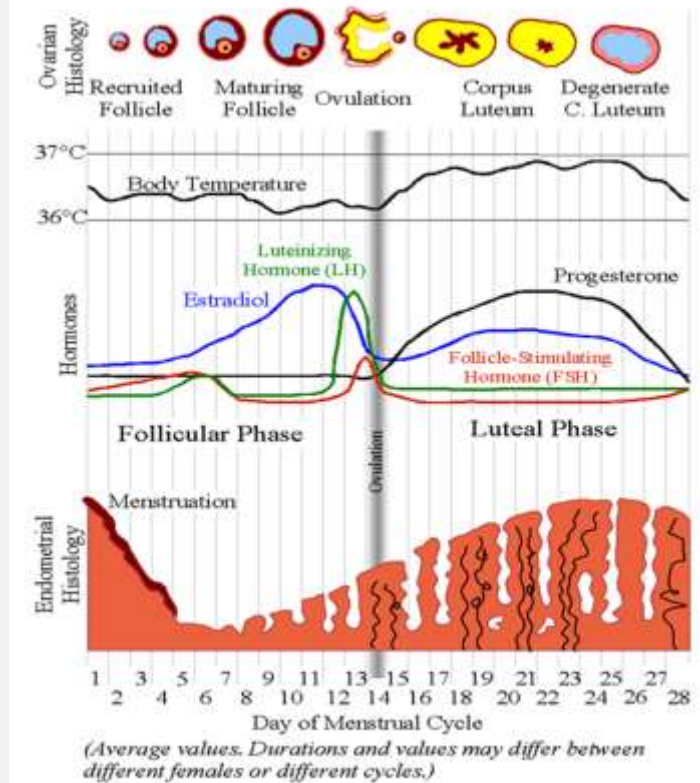 Ovarian
Histology
Recruited
Follicle
Maturing
Follicle
Ovulation
Corpus
Luteum
Degenerate
C. Luteum
37°C
Body Temperature
36°C
Hormones
Luteinizing
Hormone (LH)
Estradiol
Progesterone
Follicle-Stimulating
Hormone (FSH)
Follicular Phase
Luteal Phase
Ovulation
Endometrial
Histology
Menstruation
1 3 5 7 9 11 13 15 17 19 21 23 25 27
2 4 6 8 10 12 14 16 18 20 22 24 26 28
Day of Menstrual Cycle
(Average values. Durations and values may differ between
different females or different cycles.)